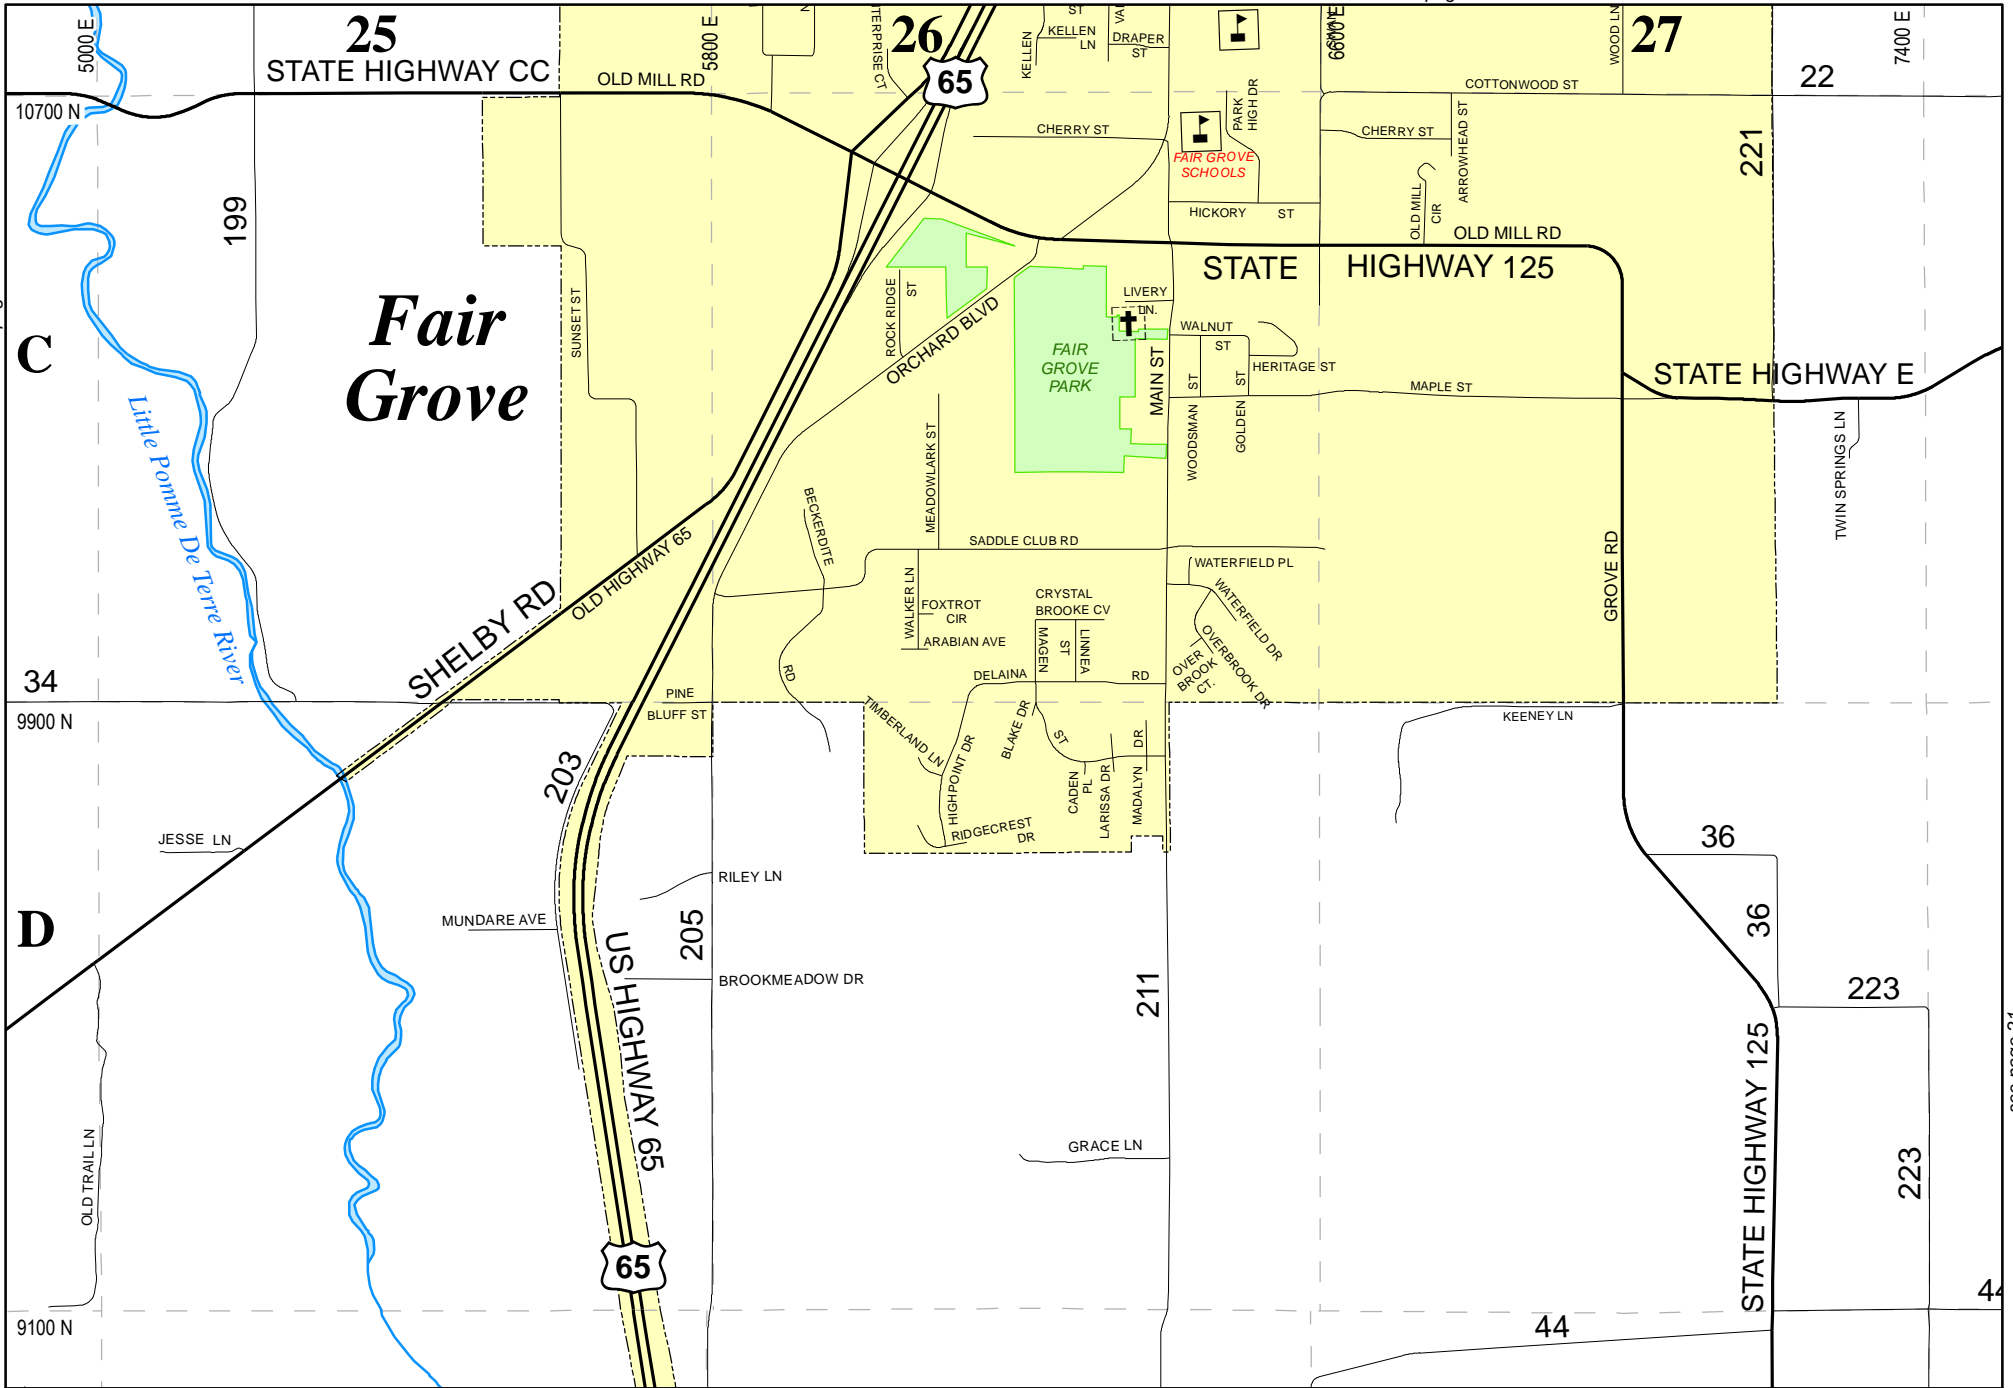 5000 E
25
STATE HIGHWAY CC
OLD MILL RD
5800 E
26
65
KELLEN
ST
KELLEN
LN
DRAPER
ST
6600 E
WOOD LN
27
7400 E
22
10700 N
COTTONWOOD ST
CHERRY ST
PARK
HIGH DR
CHERRY ST
ARROWHEAD ST
221
FAIR GROVE
SCHOOLS
199
HICKORY ST
OLD MILL
CIR
OLD MILL RD
STATE HIGHWAY 125
C
Fair
Grove
SUNSET ST
ROCK RIDGE
ST
ORCHARD BLVD
FAIR
GROVE
PARK
LIVERY
LN.
MAIN ST
WALNUT
ST
HERITAGE ST
WOODSMAN
ST
GOLDEN
ST
MAPLE ST
STATE HIGHWAY E
TWIN SPRINGS LN
Little Pomme De Terre River
MEADOWLARK ST
BECKERDITE
RD
SADDLE CLUB RD
WATERFIELD PL
WATERFIELD DR
OVERBROOK DR
OVER
BROOK
CT.
GROVE RD
SHELBY RD
OLD HIGHWAY 65
WALKER LN
FOXTROT
CIR
ARABIAN AVE
CRYSTAL
BROOKE CV
MAGEN
ST
LINNEA
DELAINA RD
34
9900 N
PINE
BLUFF ST
TIMBERLAND LN
HIGHPOINT DR
BLAKE DR
ST
CADEN
PL
LARISSA DR
MADALYN DR
RIDGECREST
DR
KEENEY LN
203
JESSE LN
36
D
RILEY LN
MUNDARE AVE
205
36
US HIGHWAY 65
BROOKMEADOW DR
211
223
STATE HIGHWAY 125
OLD TRAIL LN
GRACE LN
223
65
44
9100 N
44